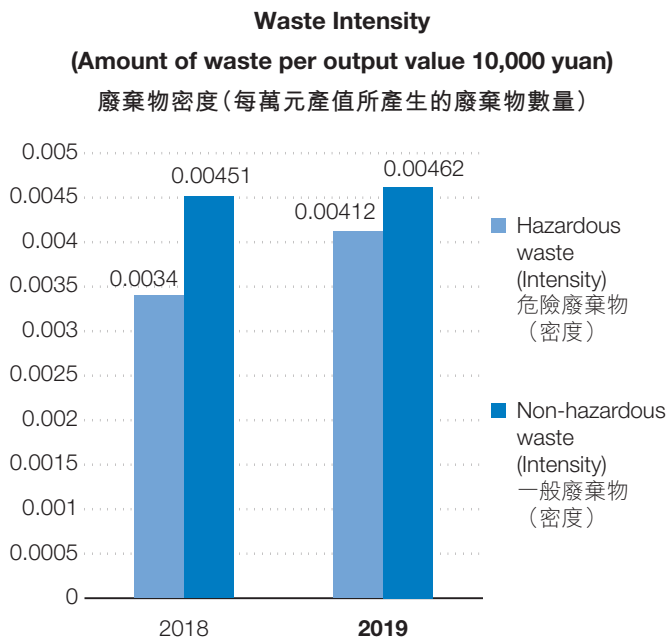 Waste Intensity
(Amount of waste per output value 10,000 yuan)
廢棄物密度（每萬元產值所產生的廢棄物數量）
0.005
0.0045
0.004
0.0035
0.003
0.0025
0.002
0.0015
0.001
0.0005
0
0.0034
0.00451
0.00412
0.00462
2018
2019
Hazardous
waste
(Intensity)
危險廢棄物
（密度）
Non-hazardous
waste
(Intensity)
一般廢棄物
（密度）